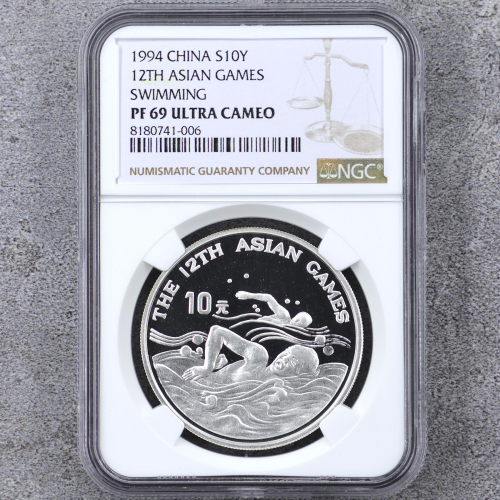 1994 CHINA S10Y
12TH ASIAN GAMES
SWIMMING
PF 69 ULTRA CAMEO
8180741-006
NUMISMATIC GUARANTY COMPANY
NGC®
THE 12TH ASIAN GAMES
10元